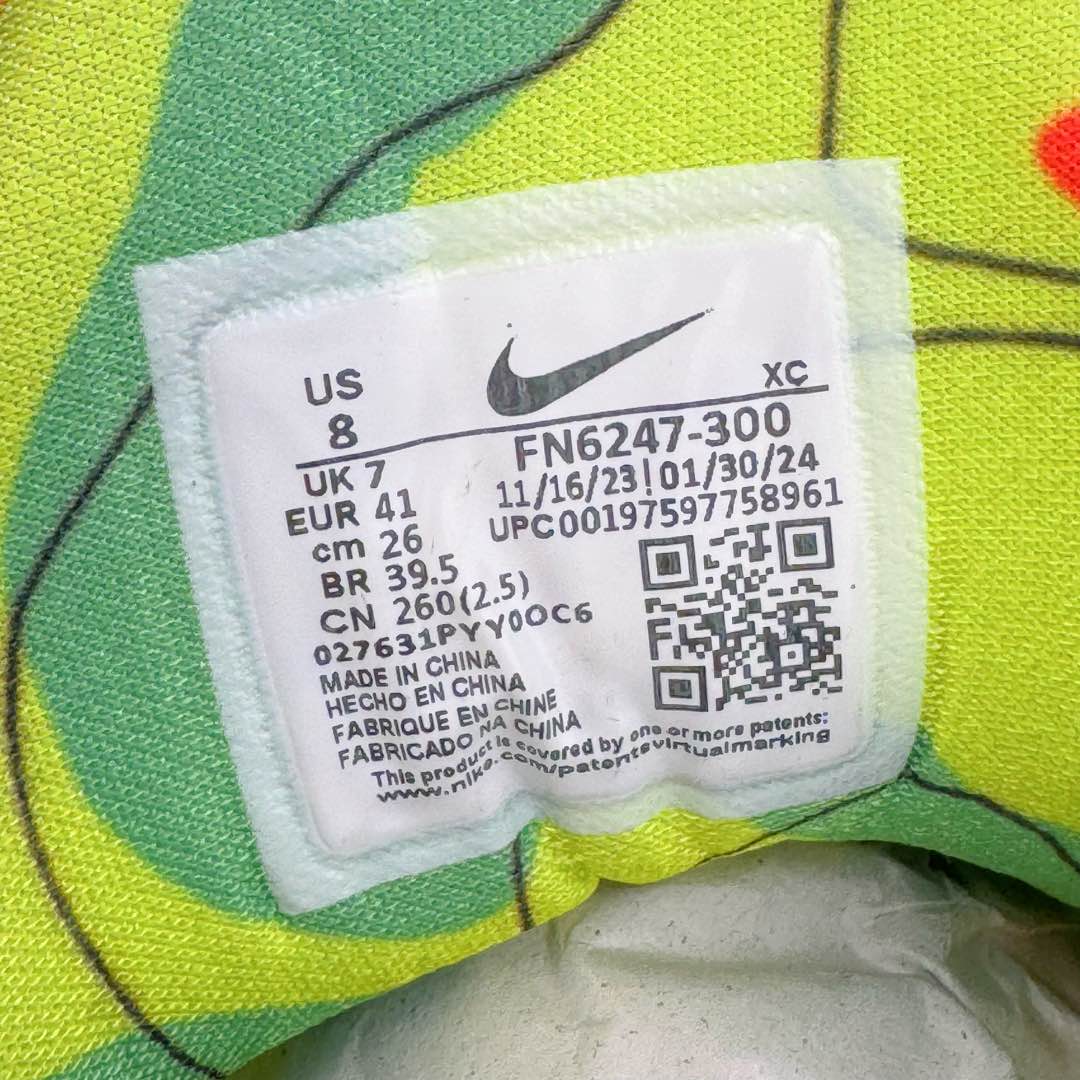 US
8
XC
FN6247-300
11/16/23|01/30/24
UPC00197597758961
UK 7
EUR 41
cm 26
BR 39.5
CN 260(2.5)
027631PYY0OC6
MADE IN CHINA
HECHO EN CHINA
FABRIQUE EN CHINE
FABRICADO NA CHINA
This product is covered by one or more patents:
www.nike.com/patentsvirtualmarking